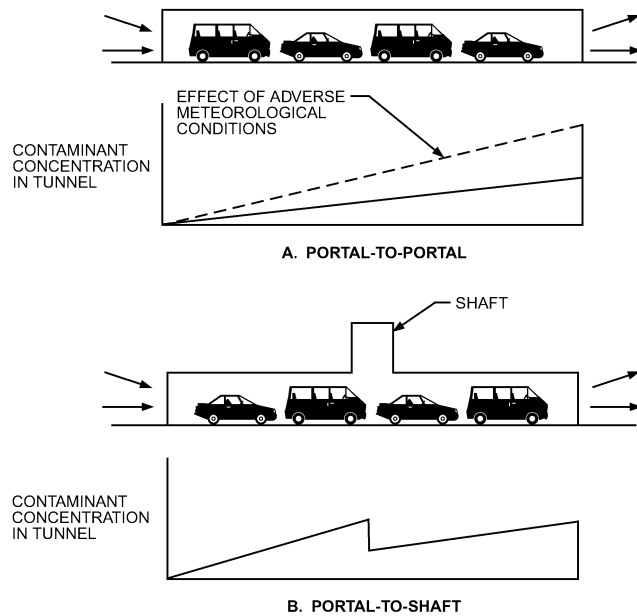 EFFECT OF ADVERSE
METEOROLOGICAL
CONDITIONS
CONTAMINANT
CONCENTRATION
IN TUNNEL
A. PORTAL-TO-PORTAL
SHAFT
CONTAMINANT
CONCENTRATION
IN TUNNEL
B. PORTAL-TO-SHAFT